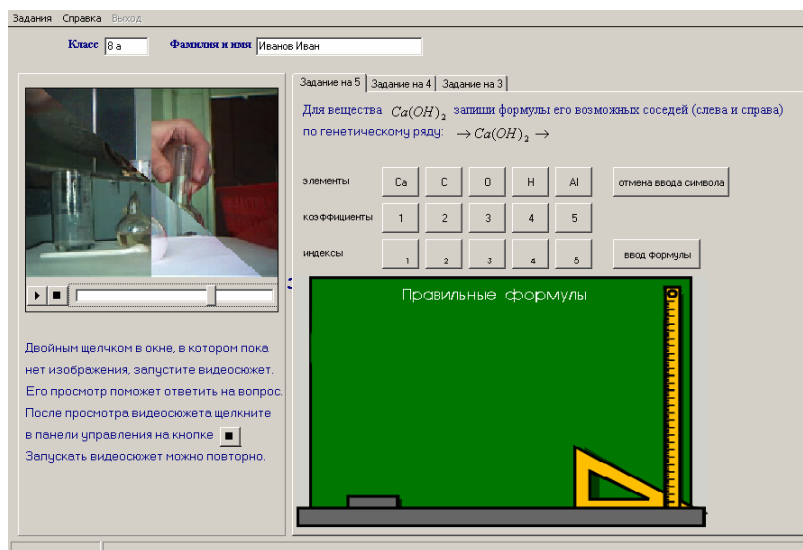 Задания Справка Выход
Класс 8 а Фамилия и имя Иванов Иван
Задание на 5 Задание на 4 Задание на 3
Для вещества Ca(OH)₂ запиши формулы его возможных соседей (слева и справа)
по генетическому ряду: → Ca(OH)₂ →
элементы Ca C O H Al отмена ввода символа
коэффициенты 1 2 3 4 5
индексы 1 2 3 4 5 ввод формулы
Правильные формулы
Двойным щелчком в окне, в котором пока
нет изображения, запустите видеосюжет.
Его просмотр поможет ответить на вопрос.
После просмотра видеосюжета щелкните
в панели управления на кнопке
Запускать видеосюжет можно повторно.